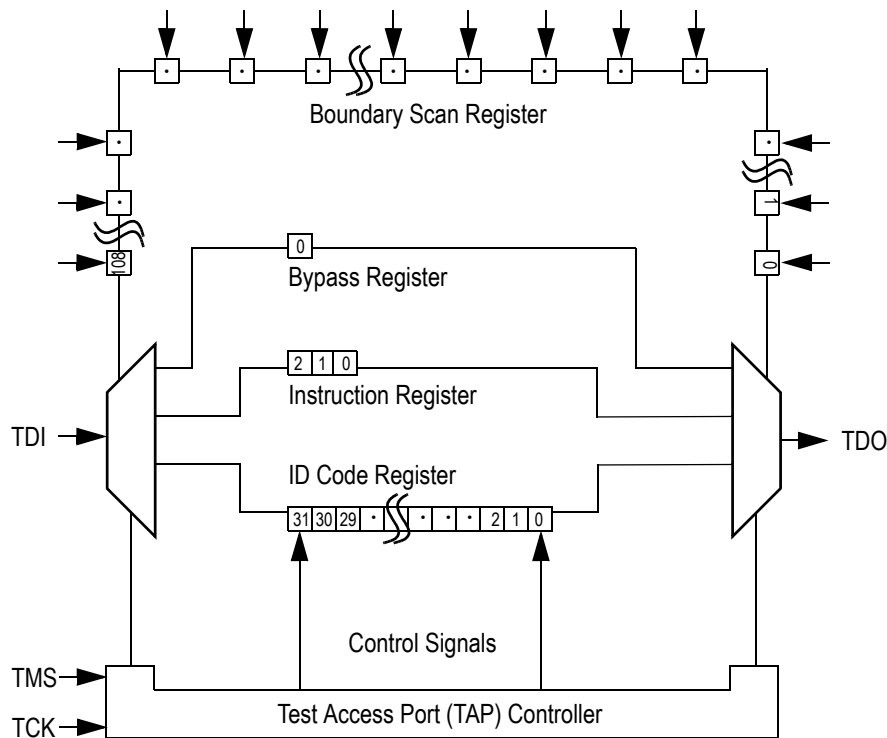 Boundary Scan Register
1
108
0
0
Bypass Register
2 1 0
Instruction Register
TDI
TDO
ID Code Register
31 30 29 · · · · 2 1 0
Control Signals
TMS
TCK
Test Access Port (TAP) Controller